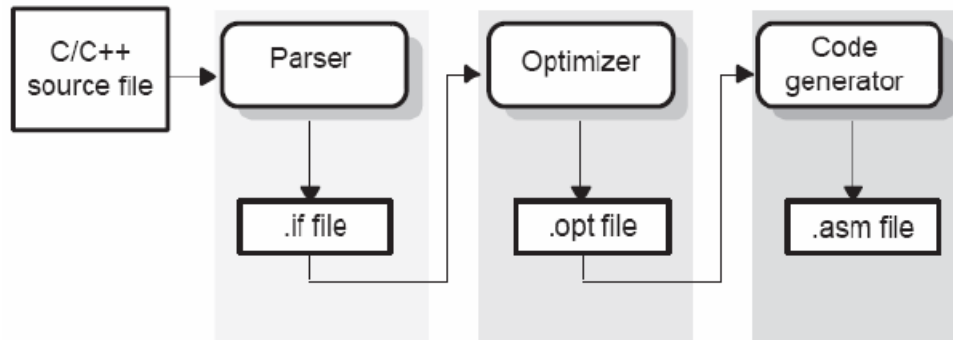 C/C++
source file
Parser
Optimizer
Code
generator
.if file
.opt file
.asm file